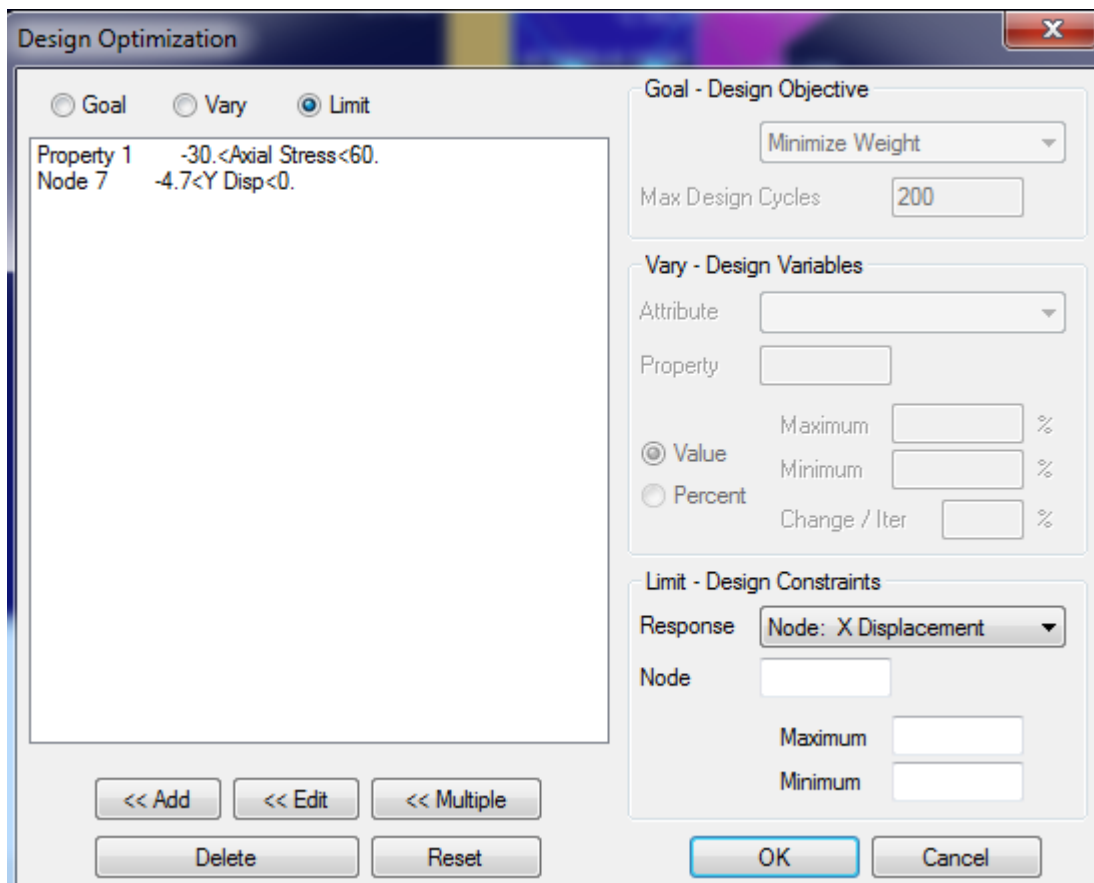 Design Optimization
Goal Vary Limit
Property 1 -30.<Axial Stress<60.
Node 7 -4.7<Y Disp<0.
<< Add << Edit << Multiple
Delete Reset
Goal - Design Objective
Minimize Weight
Max Design Cycles 200
Vary - Design Variables
Attribute
Property
Value
Percent
Maximum %
Minimum %
Change / Iter %
Limit - Design Constraints
Response Node: X Displacement
Node
Maximum
Minimum
OK Cancel